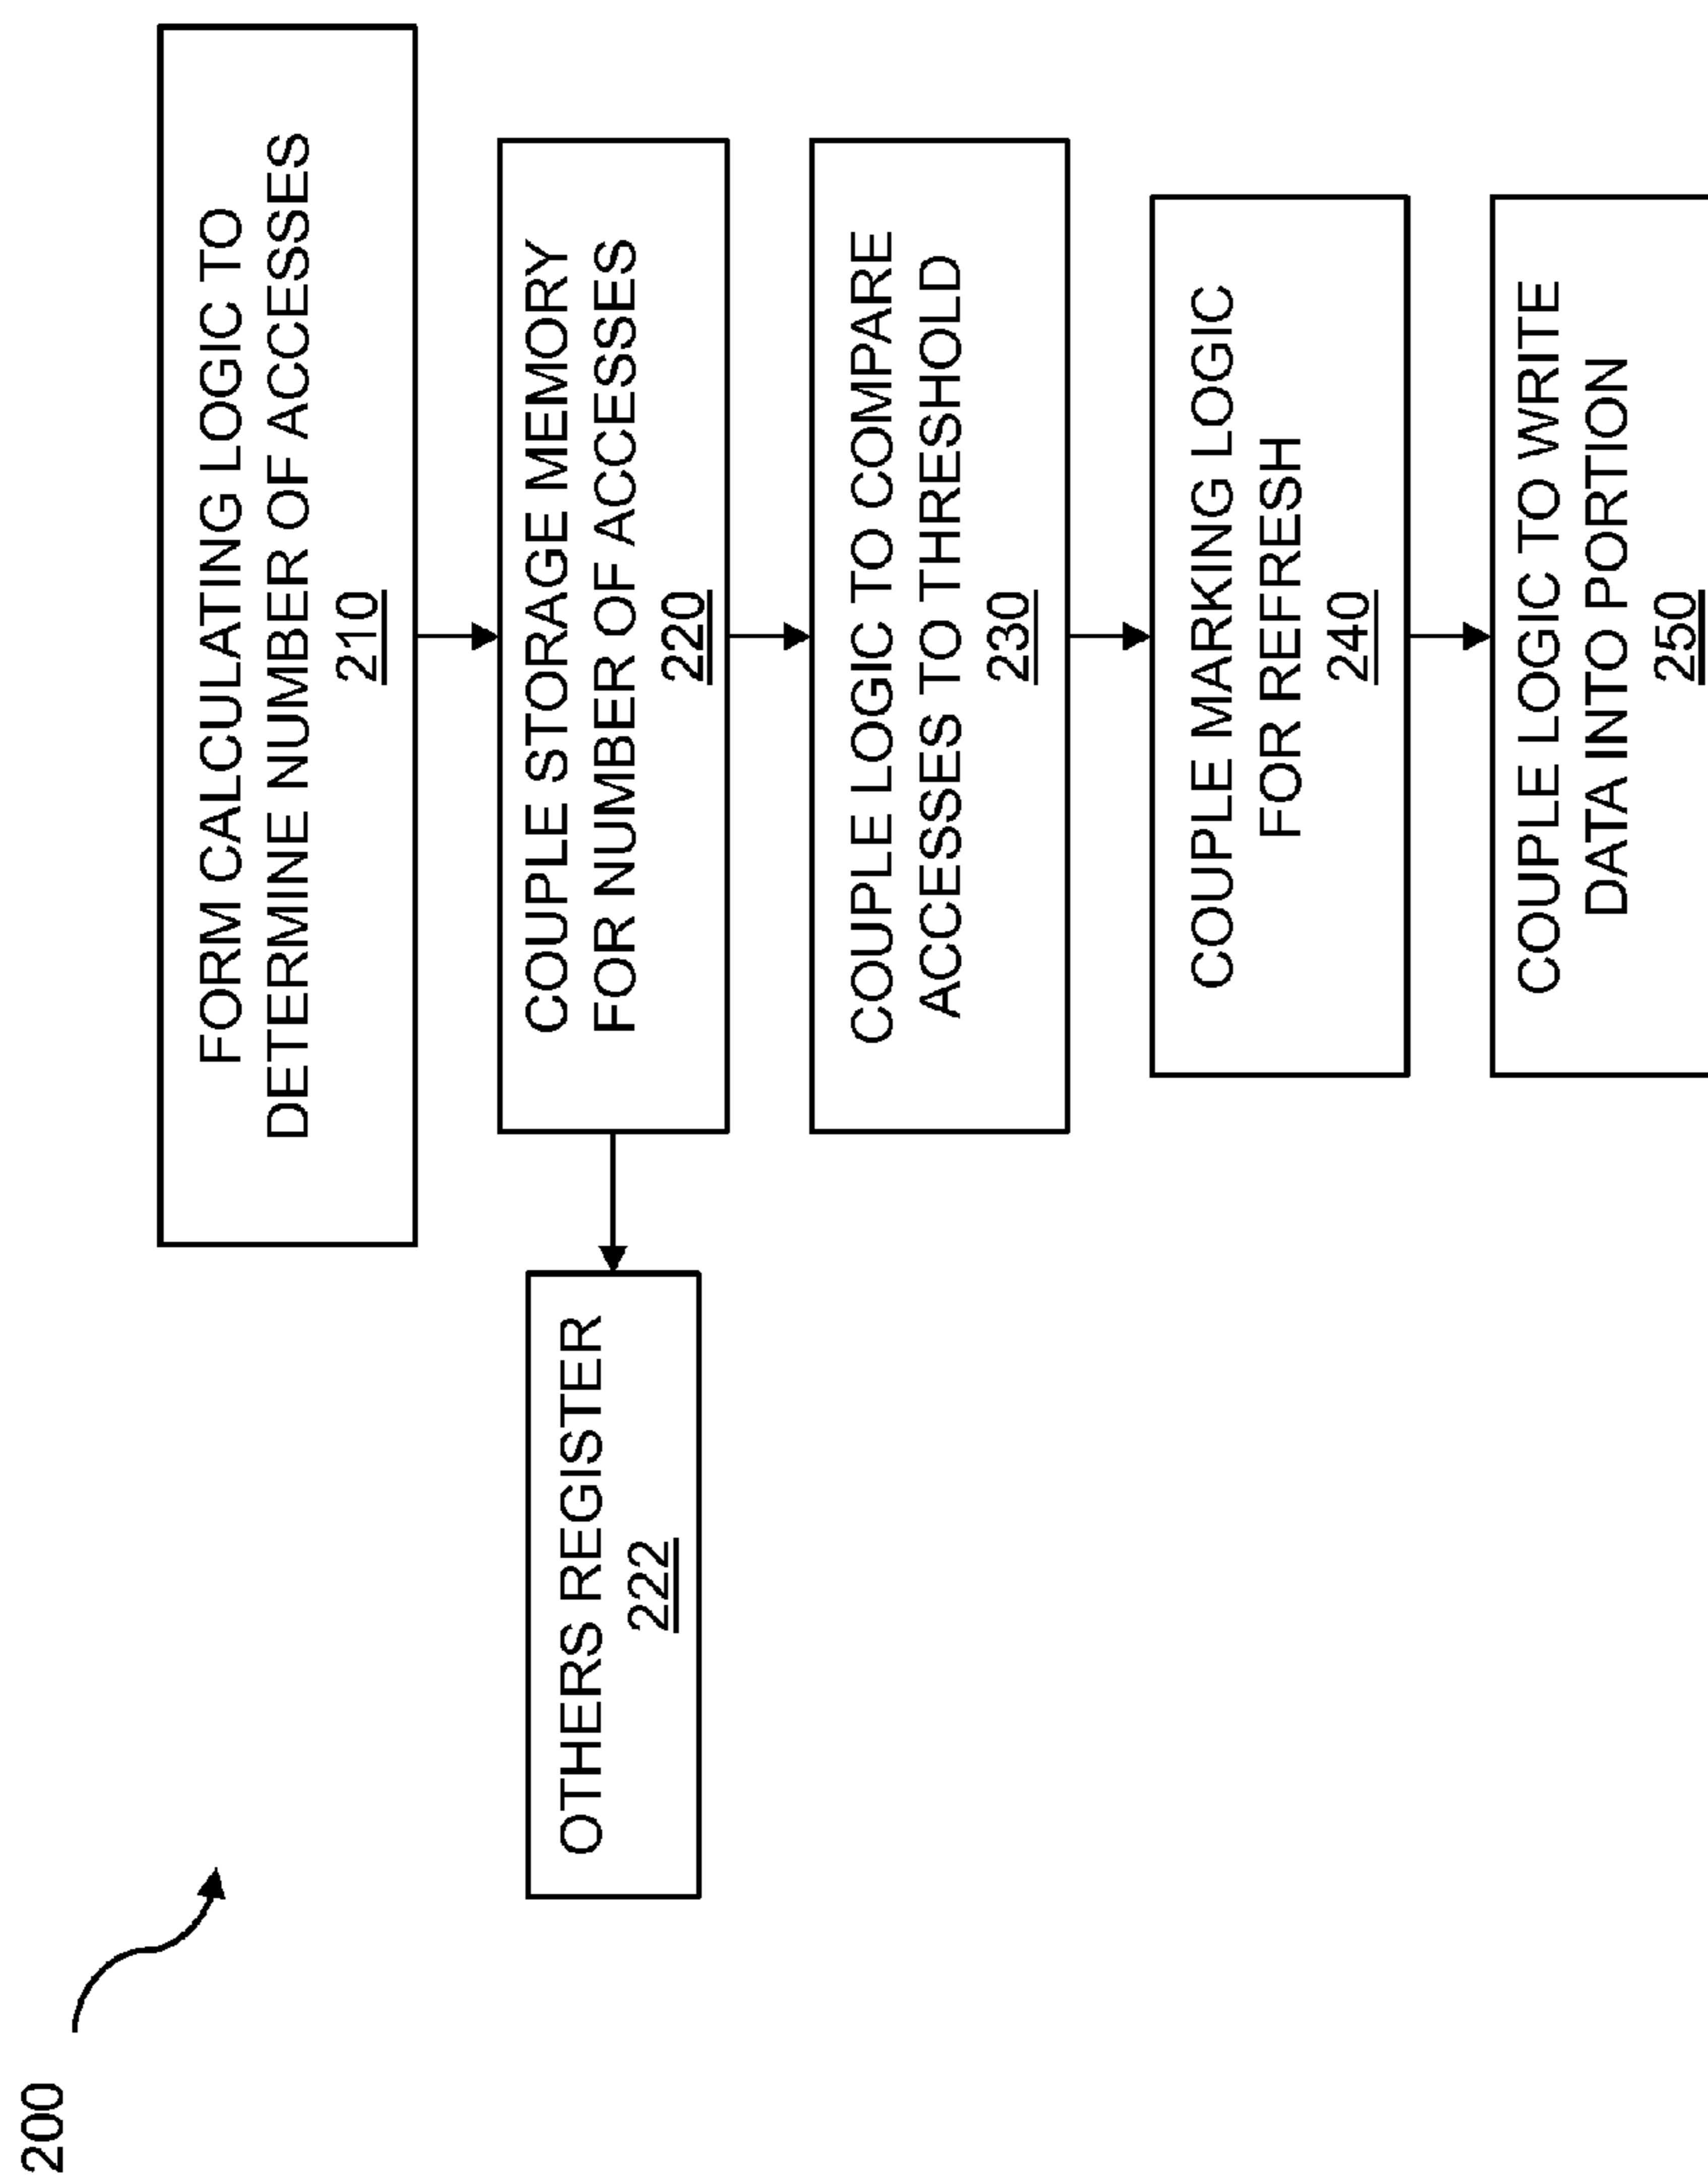 200
FORM CALCULATING LOGIC TO
DETERMINE NUMBER OF ACCESSES
210
COUPLE STORAGE MEMORY
FOR NUMBER OF ACCESSES
220
OTHERS REGISTER
222
COUPLE LOGIC TO COMPARE
ACCESSES TO THRESHOLD
230
COUPLE MARKING LOGIC
FOR REFRESH
240
COUPLE LOGIC TO WRITE
DATA INTO PORTION
250